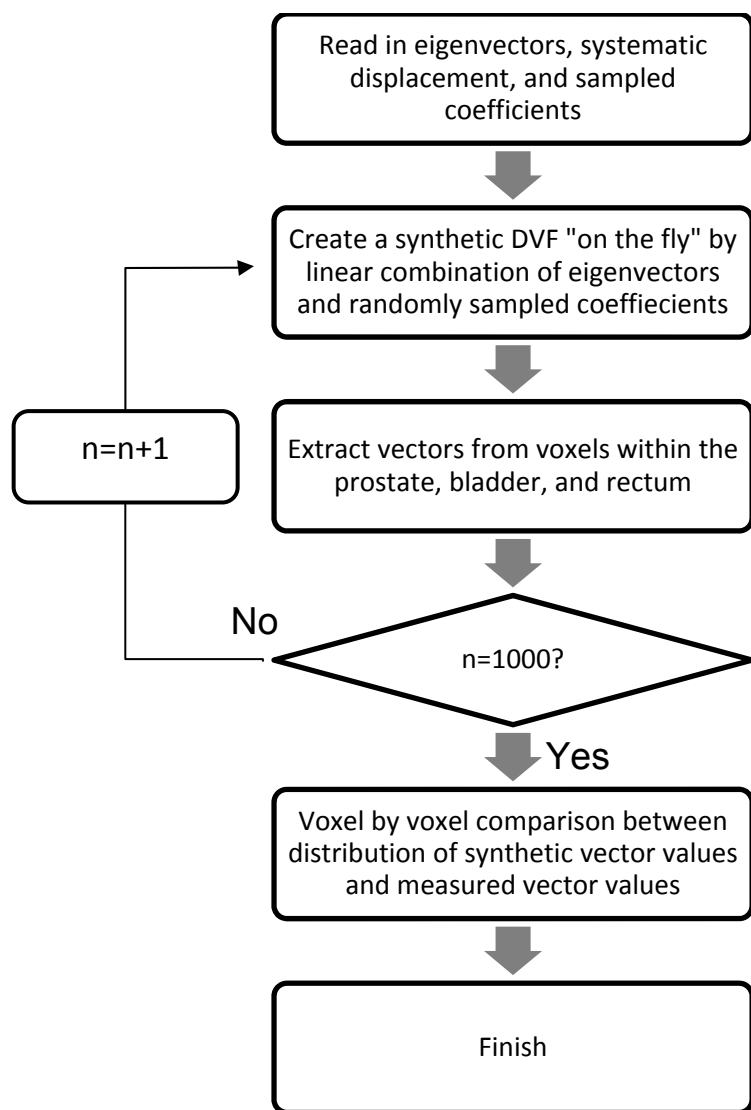 Read in eigenvectors, systematic
displacement, and sampled
coefficients
Create a synthetic DVF "on the fly" by
linear combination of eigenvectors
and randomly sampled coeffiecients
n=n+1
Extract vectors from voxels within the
prostate, bladder, and rectum
No
n=1000?
Yes
Voxel by voxel comparison between
distribution of synthetic vector values
and measured vector values
Finish